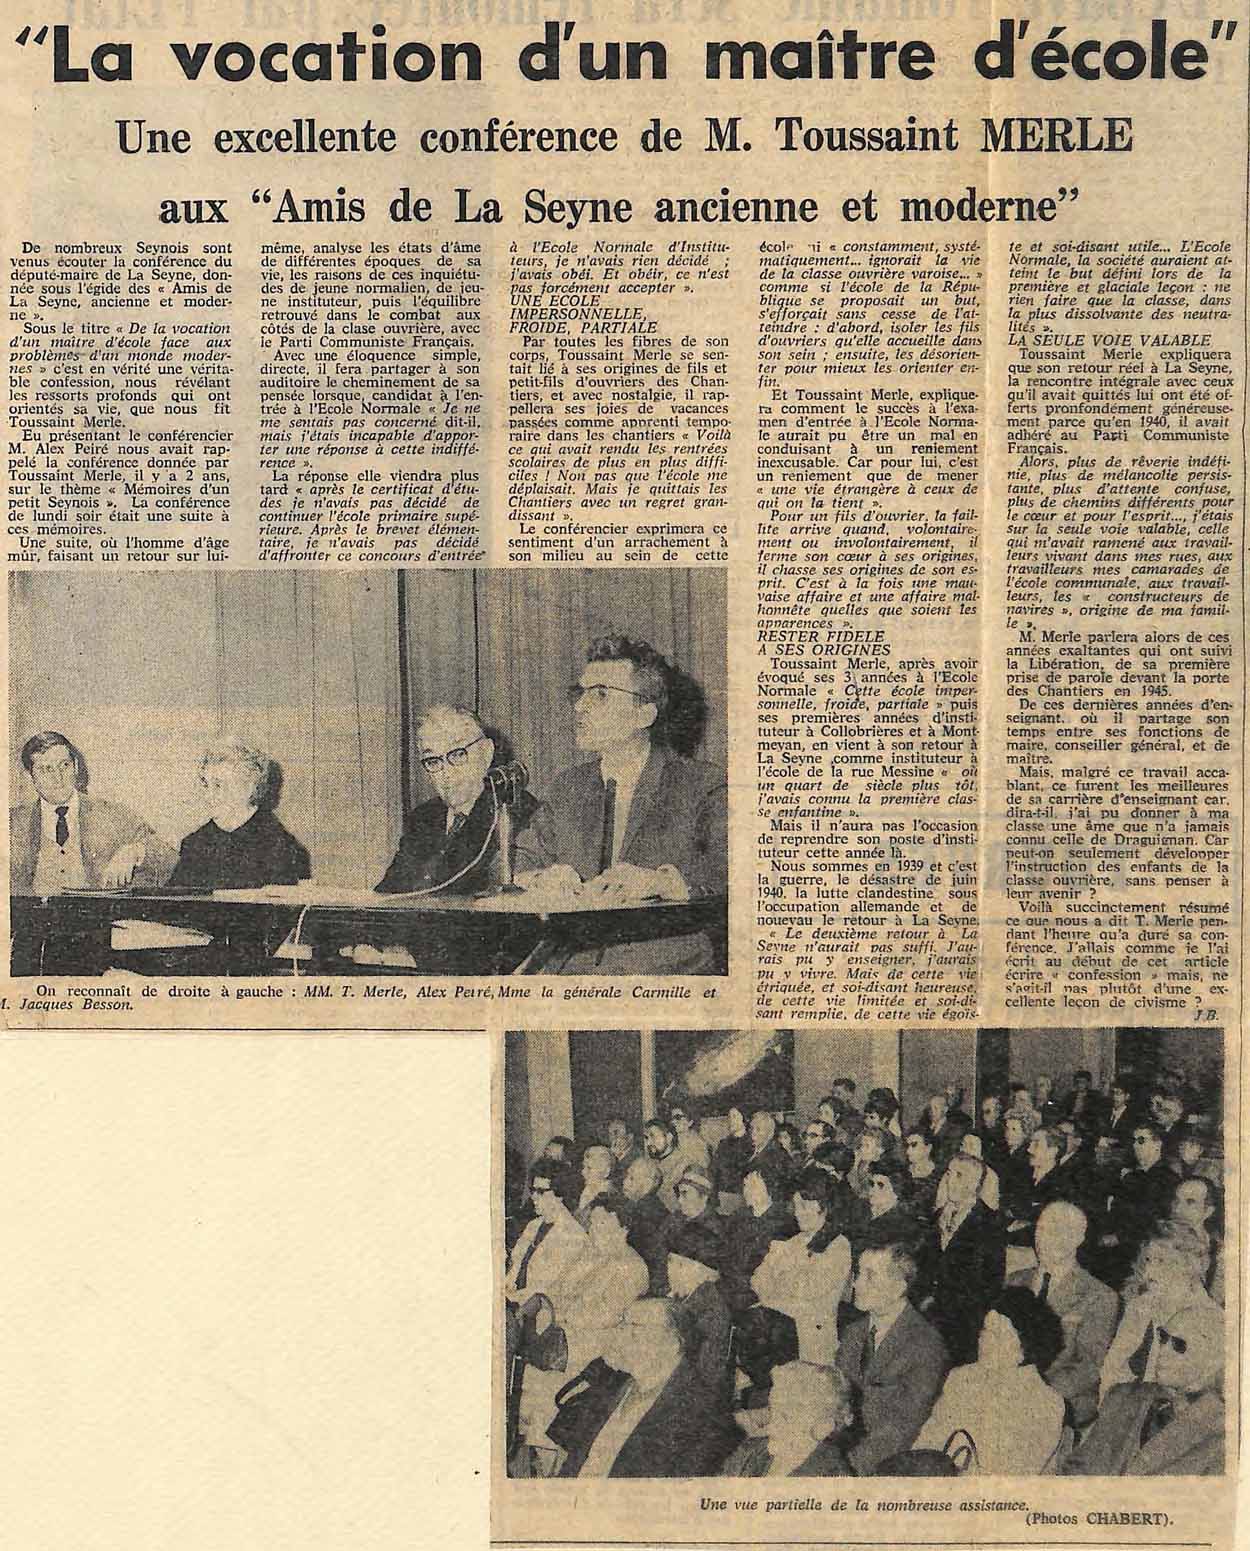 "La vocation d'un maître d'école"
Une excellente conférence de M. Toussaint MERLE
aux "Amis de La Seyne ancienne et moderne"
De nombreux Seynois sont
venus écouter la conférence du
député-maire de La Seyne, don-
née sous l'égide des « Amis de
La Seyne, ancienne et moder-
ne ».
Sous le titre « De la vocation
d'un maître d'école face aux
problèmes d'un monde moder-
nes » c'est en vérité une vérita-
ble confession, nous révélant
les ressorts profonds qui ont
orientés sa vie, que nous fit
Toussaint Merle.
Eu présentant le conférencier
M. Alex Peiré nous avait rap-
pelé la conférence donnée par
Toussaint Merle, il y a 2 ans,
sur le thème « Mémoires d'un
petit Seynois ». La conférence
de lundi soir était une suite à
ces mémoires.
Une suite, où l'homme d'âge
mûr, faisant un retour sur lui-
même, analyse les états d'âme
de différentes époques de sa
vie, les raisons de ces inquiétu-
des de jeune normalien, de jeu-
ne instituteur, puis l'équilibre
retrouvé dans le combat aux
côtés de la clase ouvrière, avec
le Parti Communiste Français.
Avec une éloquence simple,
directe, il fera partager à son
auditoire le cheminement de sa
pensée lorsque, candidat à l'en-
trée à l'Ecole Normale « Je ne
me sentais pas concerné dit-il,
mais j'étais incapable d'appor-
ter une réponse à cette indiffé-
rence ».
La réponse elle viendra plus
tard « après le certificat d'étu-
des je n'avais pas décidé de
continuer l'école primaire supé-
rieure. Après le brevet élémen-
taire, je n'avais pas décidé
d'affronter ce concours d'entrée
à l'Ecole Normale d'Institu-
teurs, je n'avais rien décidé ;
j'avais obéi. Et obéir, ce n'est
pas forcément accepter ».
UNE ECOLE
IMPERSONNELLE,
FROIDE, PARTIALE
Par toutes les fibres de son
corps, Toussaint Merle se sen-
tait lié à ses origines de fils et
petit-fils d'ouvriers des Chan-
tiers, et avec nostalgie, il rap-
pellera ses joies de vacances
passées comme apprenti tempo-
raire dans les chantiers « Voilà
ce qui avait rendu les rentrées
scolaires de plus en plus diffi-
ciles ! Non pas que l'école me
déplaisait. Mais je quittais les
Chantiers avec un regret gran-
dissant ».
Le conférencier exprimera ce
sentiment d'un arrachement à
son milieu au sein de cette
école qui « constamment, systé-
matiquement... ignorait la vie
de la classe ouvrière varoise... »
comme si l'école de la Répu-
blique se proposait un but,
s'efforçait sans cesse de l'at-
teindre : d'abord, isoler les fils
d'ouvriers qu'elle accueille dans
son sein ; ensuite, les désorien-
ter pour mieux les orienter en-
fin.
Et Toussaint Merle, explique-
ra comment le succès à l'exa-
men d'entrée à l'Ecole Norma-
le aurait pu être un mal en
conduisant à un reniement
inexcusable. Car pour lui, c'est
un reniement que de mener
« une vie étrangère à ceux de
qui on la tient ».
Pour un fils d'ouvrier, la fail-
lite arrive quand, volontaire-
ment ou involontairement, il
ferme son cœur à ses origines,
il chasse ses origines de son es-
prit. C'est à la fois une mau-
vaise affaire et une affaire mal-
honnête quelles que soient les
apparences ».
RESTER FIDELE
A SES ORIGINES
Toussaint Merle, après avoir
évoqué ses 3 années à l'Ecole
Normale « Cette école imper-
sonnelle, froide, partiale » puis
ses premières années d'insti-
tuteur à Collobrières et à Mont-
meyan, en vient à son retour à
La Seyne comme instituteur à
l'école de la rue Messine « où
un quart de siècle plus tôt,
j'avais connu la première clas-
se enfantine ».
Mais il n'aura pas l'occasion
de reprendre son poste d'insti-
tuteur cette année là.
Nous sommes en 1939 et c'est
la guerre, le désastre de juin
1940, la lutte clandestine sous
l'occupation allemande et de
nouevau le retour à La Seyne.
« Le deuxième retour à La
Seyne n'aurait pas suffi. J'au-
rais pu y enseigner, j'aurais
pu y vivre. Mais de cette vie
étriquée, et soi-disant heureuse,
de cette vie limitée et soi-di-
sant remplie, de cette vie égoïs-
te et soi-disant utile... L'Ecole
Normale, la société auraient at-
teint le but défini lors de la
première et glaciale leçon : ne
rien faire que la classe, dans
la plus dissolvante des neutra-
lités ».
LA SEULE VOIE VALABLE
Toussaint Merle expliquera
que son retour réel à La Seyne,
la rencontre intégrale avec ceux
qu'il avait quittés lui ont été of-
ferts pronfondément généreuse-
ment parce qu'en 1940, il avait
adhéré au Parti Communiste
Français.
Alors, plus de rêverie indéfi-
nie, plus de mélancolie persis-
tante, plus d'attente confuse,
plus de chemins différents pour
le cœur et pour l'esprit..., j'étais
sur la seule voie valable, celle
qui m'avait ramené aux travail-
leurs vivant dans mes rues, aux
travailleurs mes camarades de
l'école communale, aux travail-
leurs, les « constructeurs de
navires », origine de ma famil-
le ».
M. Merle parlera alors de ces
années exaltantes qui ont suivi
la Libération, de sa première
prise de parole devant la porte
des Chantiers en 1945.
De ces dernières années d'en-
seignant, où il partage son
temps entre ses fonctions de
maire, conseiller général, et de
maître.
Mais, malgré ce travail acca-
blant, ce furent les meilleures
de sa carrière d'enseignant car,
dira-t-il, j'ai pu donner à ma
classe une âme que n'a jamais
connu celle de Draguignan. Car
peut-on seulement développer
l'instruction des enfants de la
classe ouvrière, sans penser à
leur avenir ?
Voilà succinctement résumé
ce que nous a dit T. Merle pen-
dant l'heure qu'a duré sa con-
férence. J'allais comme je l'ai
écrit au début de cet article
écrire « confession » mais, ne
s'agit-il pas plutôt d'une ex-
cellente leçon de civisme ?
J.B.
On reconnaît de droite à gauche : MM. T. Merle, Alex Peiré, Mme la générale Carmille et
M. Jacques Besson.
Une vue partielle de la nombreuse assistance.
(Photos CHABERT).